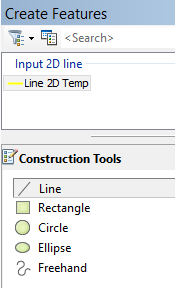 Create Features
<Search>
Input 2D line
Line 2D Temp
Construction Tools
Line
Rectangle
Circle
Ellipse
Freehand